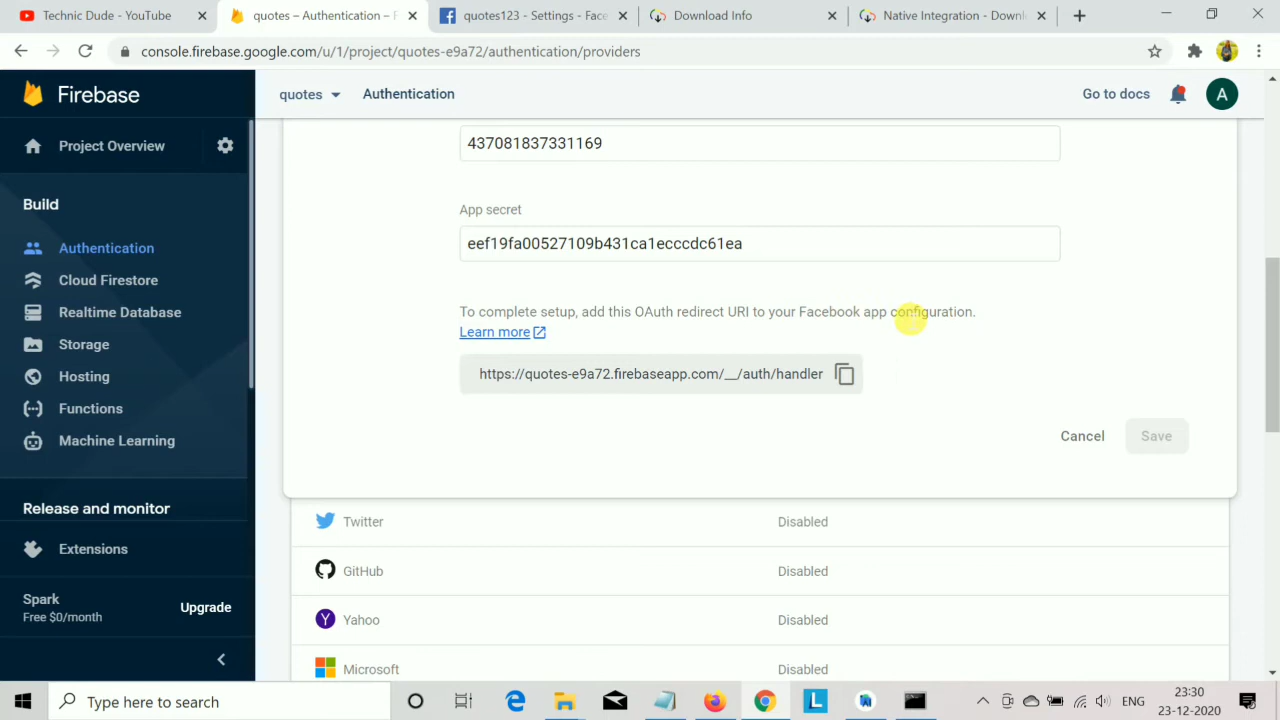 Technic Dude - YouTube
quotes – Authentication – F
quotes123 - Settings - Face
Download Info
Native Integration - Downl
console.firebase.google.com/u/1/project/quotes-e9a72/authentication/providers
Firebase
quotes
Authentication
Go to docs
A
Project Overview
437081837331169
Build
App secret
Authentication
eef19fa00527109b431ca1ecccdc61ea
Cloud Firestore
Realtime Database
To complete setup, add this OAuth redirect URI to your Facebook app configuration.
Learn more
Storage
Hosting
https://quotes-e9a72.firebaseapp.com/__/auth/handler
Functions
Machine Learning
Cancel
Save
Release and monitor
Twitter
Disabled
Extensions
GitHub
Disabled
Spark
Free $0/month
Upgrade
Yahoo
Disabled
Microsoft
Disabled
Type here to search
ENG
23:30
23-12-2020